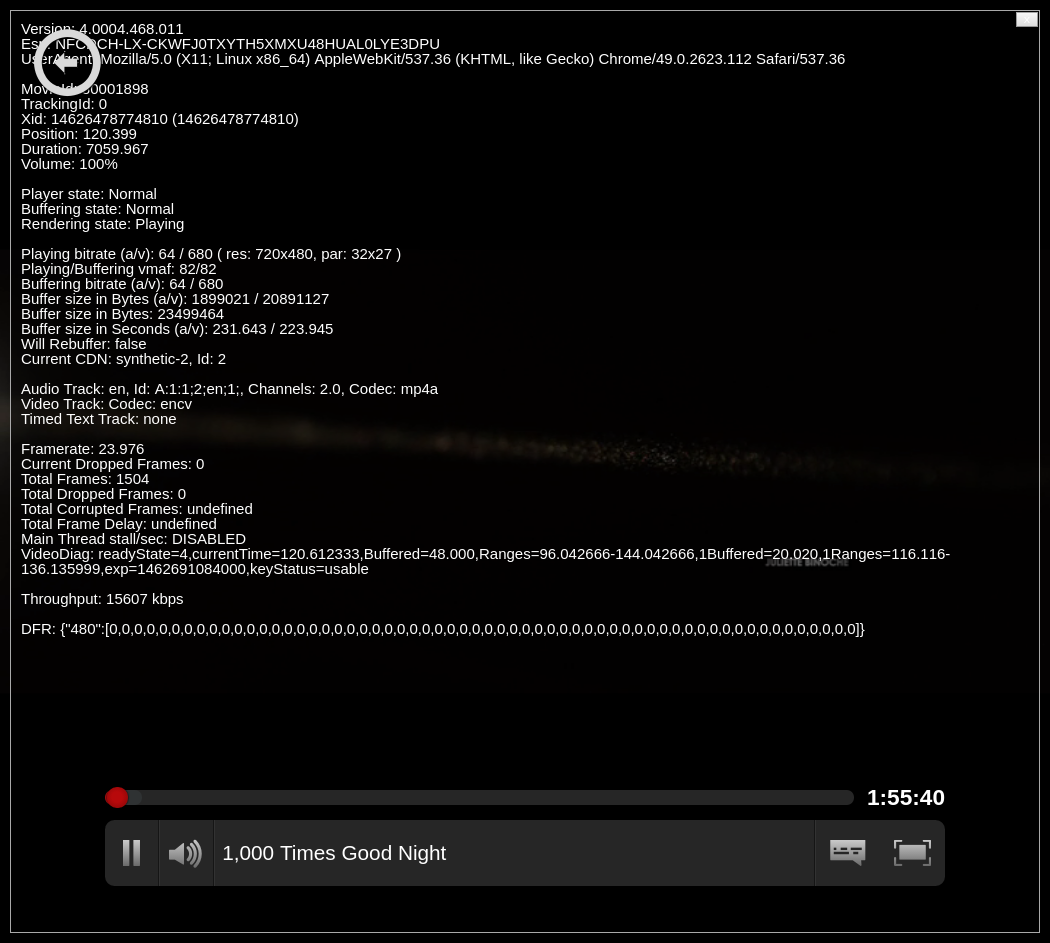 Version: 4.0004.468.011
Esn: NFCDCH-LX-CKWFJ0TXYTH5XMXU48HUAL0LYE3DPU
UserAgent: Mozilla/5.0 (X11; Linux x86_64) AppleWebKit/537.36 (KHTML, like Gecko) Chrome/49.0.2623.112 Safari/537.36
MovieId: 80001898
TrackingId: 0
Xid: 14626478774810 (14626478774810)
Position: 120.399
Duration: 7059.967
Volume: 100%
Player state: Normal
Buffering state: Normal
Rendering state: Playing
Playing bitrate (a/v): 64 / 680 ( res: 720x480, par: 32x27 )
Playing/Buffering vmaf: 82/82
Buffering bitrate (a/v): 64 / 680
Buffer size in Bytes (a/v): 1899021 / 20891127
Buffer size in Bytes: 23499464
Buffer size in Seconds (a/v): 231.643 / 223.945
Will Rebuffer: false
Current CDN: synthetic-2, Id: 2
Audio Track: en, Id: A:1:1;2;en;1;, Channels: 2.0, Codec: mp4a
Video Track: Codec: encv
Timed Text Track: none
Framerate: 23.976
Current Dropped Frames: 0
Total Frames: 1504
Total Dropped Frames: 0
Total Corrupted Frames: undefined
Total Frame Delay: undefined
Main Thread stall/sec: DISABLED
VideoDiag: readyState=4,currentTime=120.612333,Buffered=48.000,Ranges=96.042666-144.042666,1Buffered=20.020,1Ranges=116.116-
136.135999,exp=1462691084000,keyStatus=usable
JULIETTE BINOCHE
Throughput: 15607 kbps
DFR: {"480":[0,0,0,0,0,0,0,0,0,0,0,0,0,0,0,0,0,0,0,0,0,0,0,0,0,0,0,0,0,0,0,0,0,0,0,0,0,0,0,0,0,0,0,0,0,0,0,0,0,0,0,0,0,0,0,0,0,0,0,0]}
1:55:40
1,000 Times Good Night